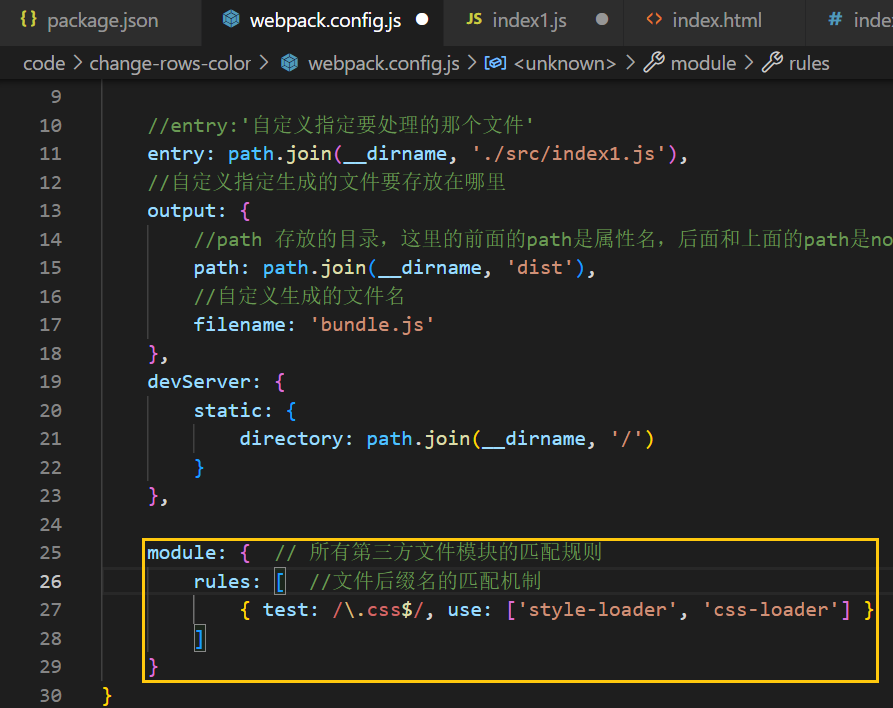 {} package.json webpack.config.js JS index1.js <> index.html # inde
code > change-rows-color > webpack.config.js > <unknown> > module > rules
9
10 //entry:'自定义指定要处理的那个文件'
11 entry: path.join(__dirname, './src/index1.js'),
12 //自定义指定生成的文件要存放在哪里
13 output: {
14 //path 存放的目录，这里的前面的path是属性名，后面和上面的path是no
15 path: path.join(__dirname, 'dist'),
16 //自定义生成的文件名
17 filename: 'bundle.js'
18 },
19 devServer: {
20 static: {
21 directory: path.join(__dirname, '/')
22 }
23 },
24
25 module: { // 所有第三方文件模块的匹配规则
26 rules: [ //文件后缀名的匹配机制
27 { test: /\.css$/, use: ['style-loader', 'css-loader'] }
28 ]
29 }
30 }